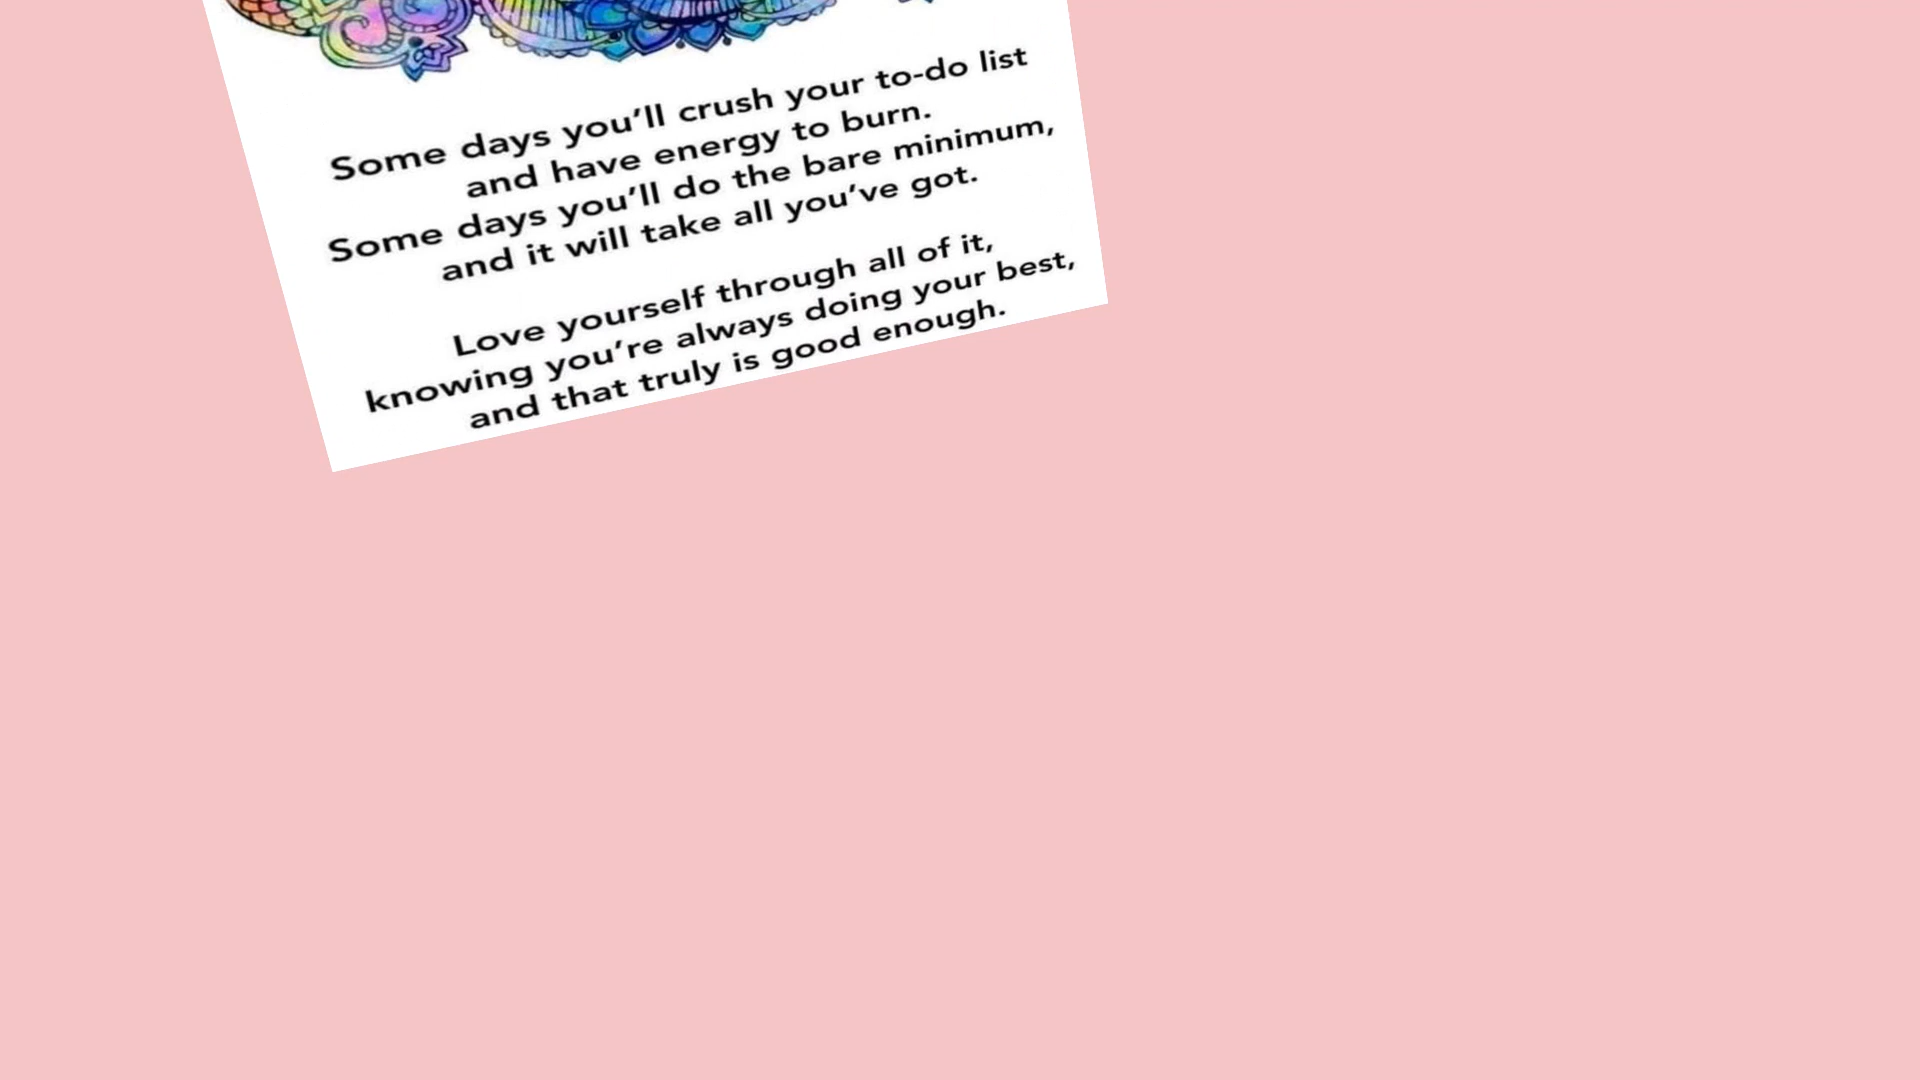 Some days you’ll crush your to-do list
and have energy to burn.
Some days you’ll do the bare minimum,
and it will take all you’ve got.
Love yourself through all of it,
knowing you’re always doing your best,
and that truly is good enough.